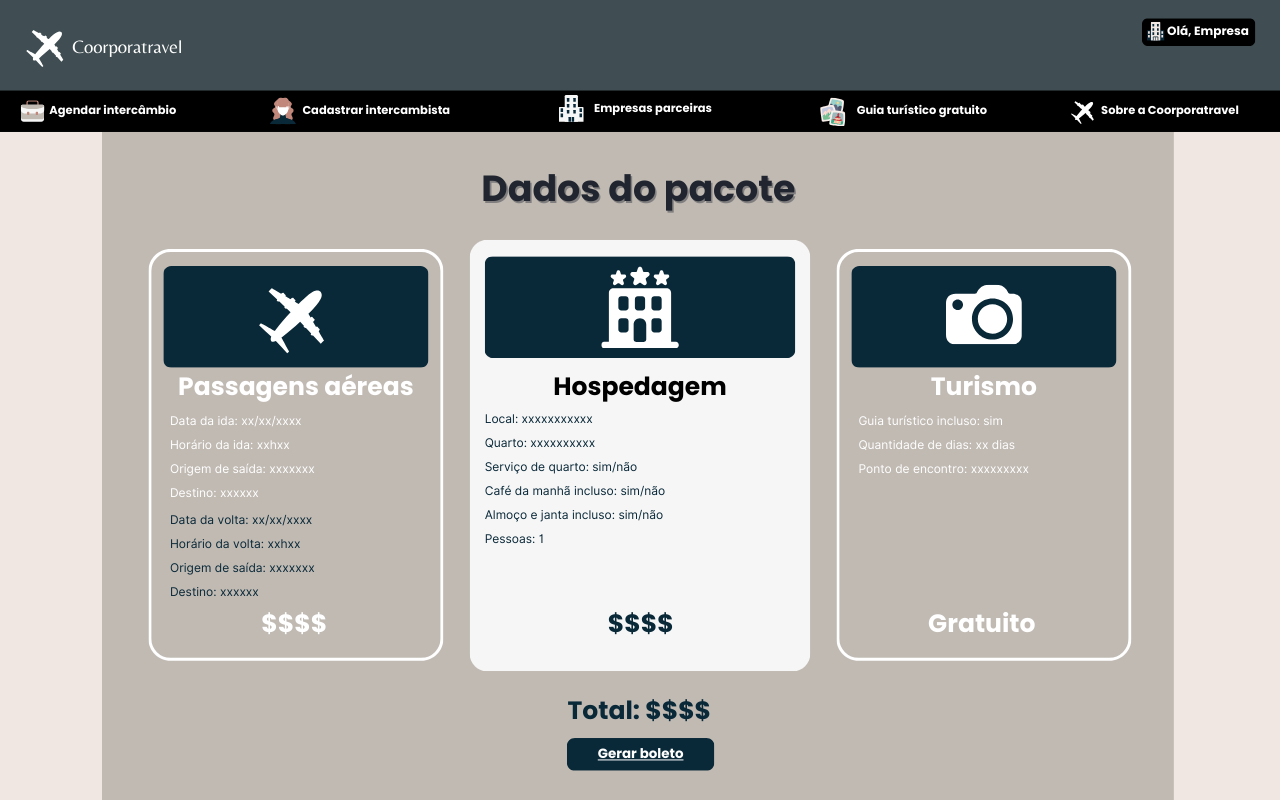 Coorporatravel
Olá, Empresa
Agendar intercâmbio
Cadastrar intercambista
Empresas parceiras
Guia turístico gratuito
Sobre a Coorporatravel
Dados do pacote
Passagens aéreas
Data da ida: xx/xx/xxxx
Horário da ida: xxhxx
Origem de saída: xxxxxxx
Destino: xxxxxx
Data da volta: xx/xx/xxxx
Horário da volta: xxhxx
Origem de saída: xxxxxxx
Destino: xxxxxx
$$$$
Hospedagem
Local: xxxxxxxxxxx
Quarto: xxxxxxxxxx
Serviço de quarto: sim/não
Café da manhã incluso: sim/não
Almoço e janta incluso: sim/não
Pessoas: 1
$$$$
Turismo
Guia turístico incluso: sim
Quantidade de dias: xx dias
Ponto de encontro: xxxxxxxxx
Gratuito
Total: $$$$
Gerar boleto